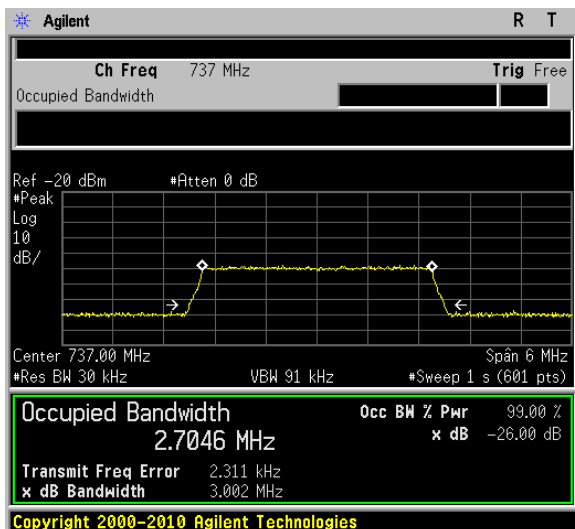 Agilent R T
Ch Freq 737 MHz Trig Free
Occupied Bandwidth
Ref -20 dBm #Atten 0 dB
#Peak
Log
10
dB/
Center 737.00 MHz Span 6 MHz
#Res BW 30 kHz VBW 91 kHz #Sweep 1 s (601 pts)
Occupied Bandwidth Occ BW % Pwr 99.00 %
2.7046 MHz x dB -26.00 dB
Transmit Freq Error 2.311 kHz
x dB Bandwidth 3.002 MHz
Copyright 2000-2010 Agilent Technologies